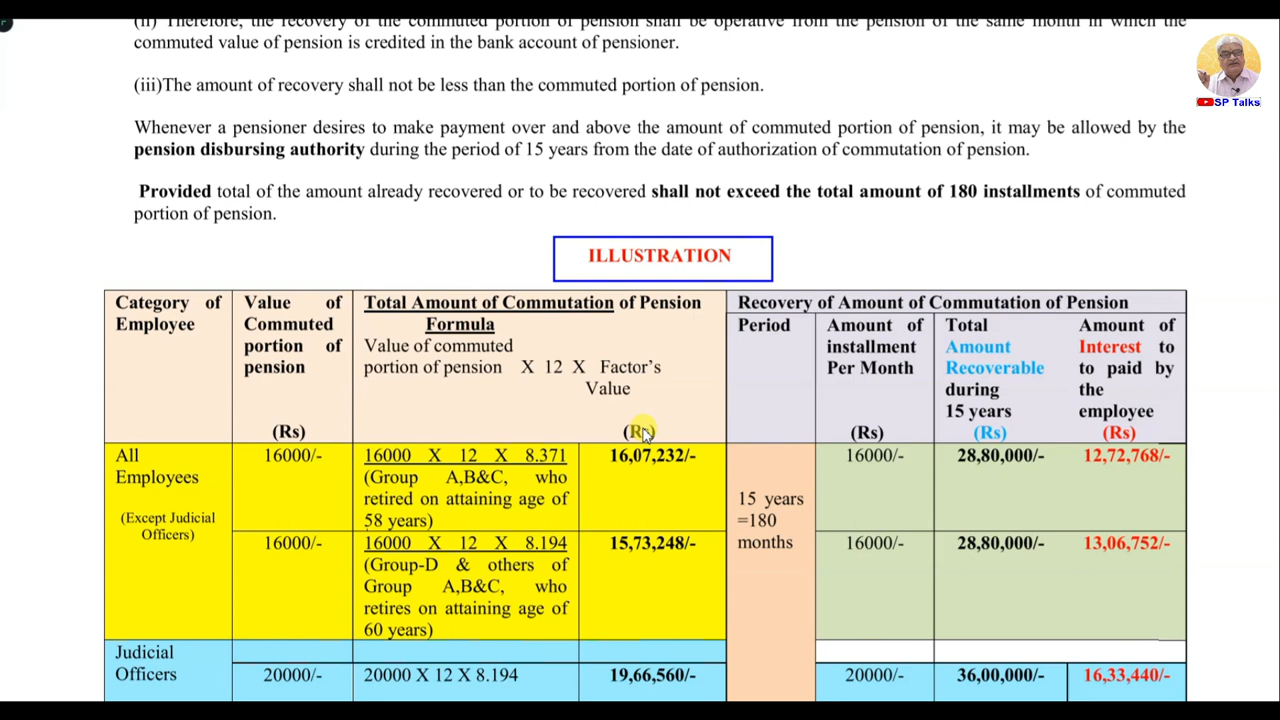 (ii) Therefore, the recovery of the commuted portion of pension shall be operative from the pension of the same month in which the
commuted value of pension is credited in the bank account of pensioner.
SP Talks
(iii)The amount of recovery shall not be less than the commuted portion of pension.
Whenever a pensioner desires to make payment over and above the amount of commuted portion of pension, it may be allowed by the
pension disbursing authority during the period of 15 years from the date of authorization of commutation of pension.
Provided total of the amount already recovered or to be recovered shall not exceed the total amount of 180 installments of commuted
portion of pension.
ILLUSTRATION
Category of
Employee
Value of
Commuted
portion of
pension
(Rs)
Total Amount of Commutation of Pension
Formula
Value of commuted
portion of pension X 12 X Factor's
Value
(Rs)
Recovery of Amount of Commutation of Pension
Period
Amount of
installment
Per Month
(Rs)
Total
Amount
Recoverable
during
15 years
(Rs)
Amount of
Interest to
to paid by
the
employee
(Rs)
All
Employees
(Except Judicial
Officers)
16000/-
16000 X 12 X 8.371
(Group A,B&C, who
retired on attaining age of
58 years)
16,07,232/-
15 years
=180
months
16000/-
28,80,000/-
12,72,768/-
16000/-
16000 X 12 X 8.194
(Group-D & others of
Group A,B&C, who
retires on attaining age of
60 years)
15,73,248/-
16000/-
28,80,000/-
13,06,752/-
Judicial
Officers
20000/-
20000 X 12 X 8.194
19,66,560/-
20000/-
36,00,000/-
16,33,440/-